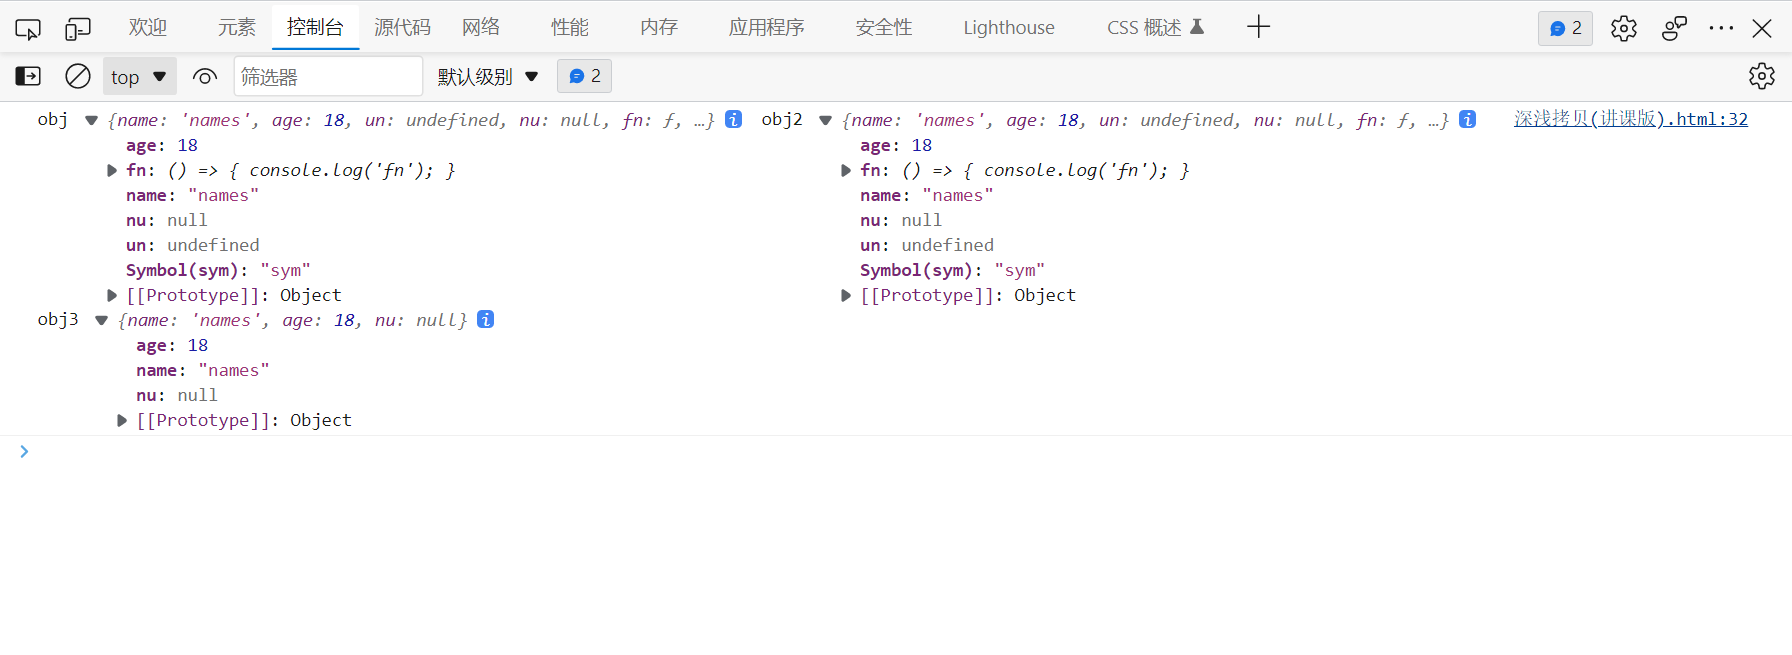 欢迎 元素 控制台 源代码 网络 性能 内存 应用程序 安全性 Lighthouse CSS 概述 2
top 筛选器 默认级别 2
obj {name: 'names', age: 18, un: undefined, nu: null, fn: ƒ, …} i obj2 {name: 'names', age: 18, un: undefined, nu: null, fn: ƒ, …} i 深浅拷贝(讲课版).html:32
age: 18 age: 18
fn: () => { console.log('fn'); } fn: () => { console.log('fn'); }
name: "names" name: "names"
nu: null nu: null
un: undefined un: undefined
Symbol(sym): "sym" Symbol(sym): "sym"
[[Prototype]]: Object [[Prototype]]: Object
obj3 {name: 'names', age: 18, nu: null} i
age: 18
name: "names"
nu: null
[[Prototype]]: Object